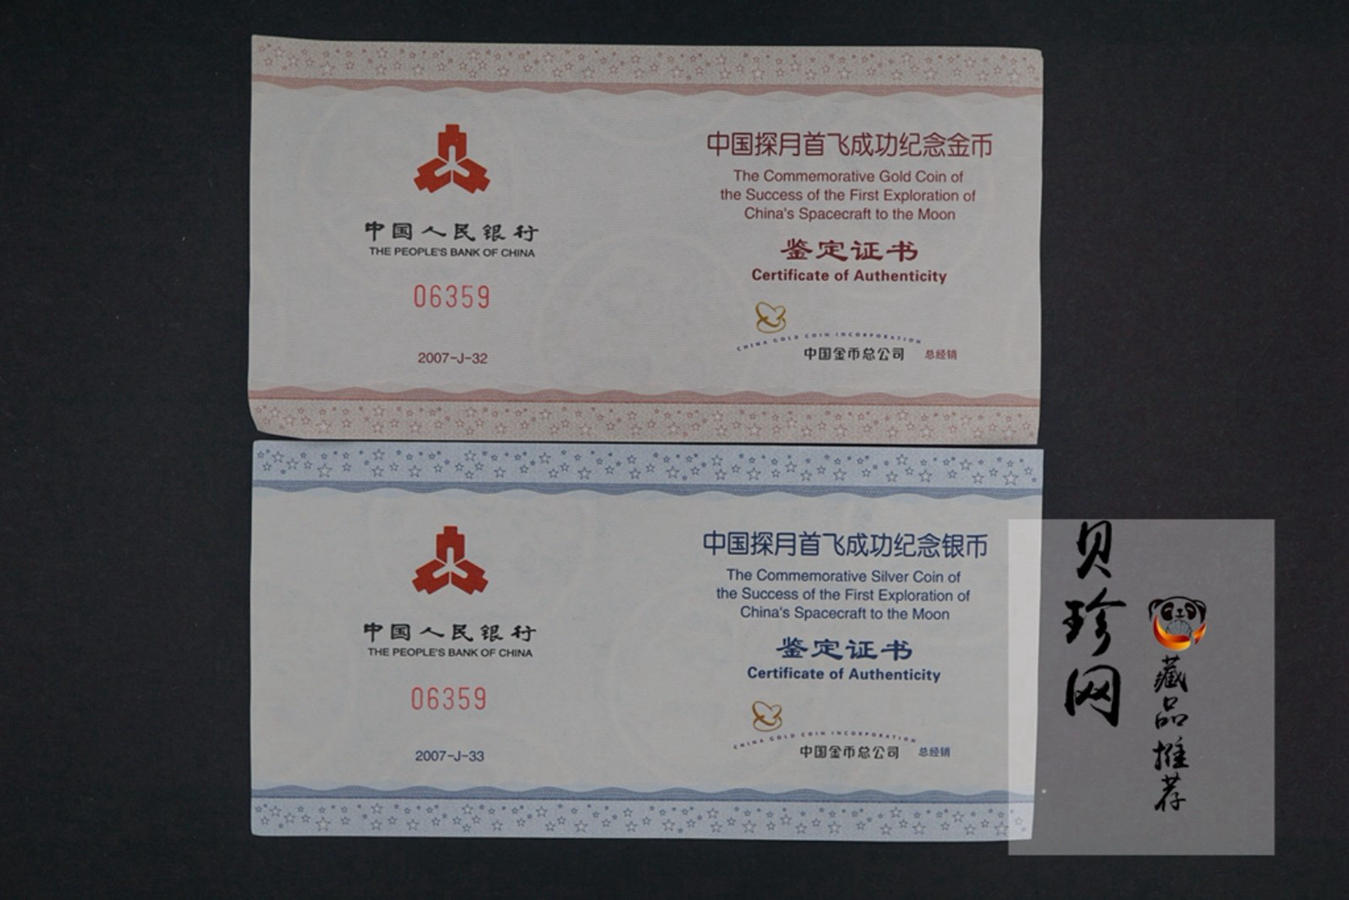 中国人民银行
THE PEOPLE'S BANK OF CHINA
06359
2007-J-32
中国探月首飞成功纪念金币
The Commemorative Gold Coin of
the Success of the First Exploration of
China's Spacecraft to the Moon
鉴定证书
Certificate of Authenticity
CHINA GOLD COIN INCORPORATION
中国金币总公司 总经销
中国人民银行
THE PEOPLE'S BANK OF CHINA
06359
2007-J-33
中国探月首飞成功纪念银币
The Commemorative Silver Coin of
the Success of the First Exploration of
China's Spacecraft to the Moon
鉴定证书
Certificate of Authenticity
CHINA GOLD COIN INCORPORATION
中国金币总公司 总经销
贝珍网
藏品推荐